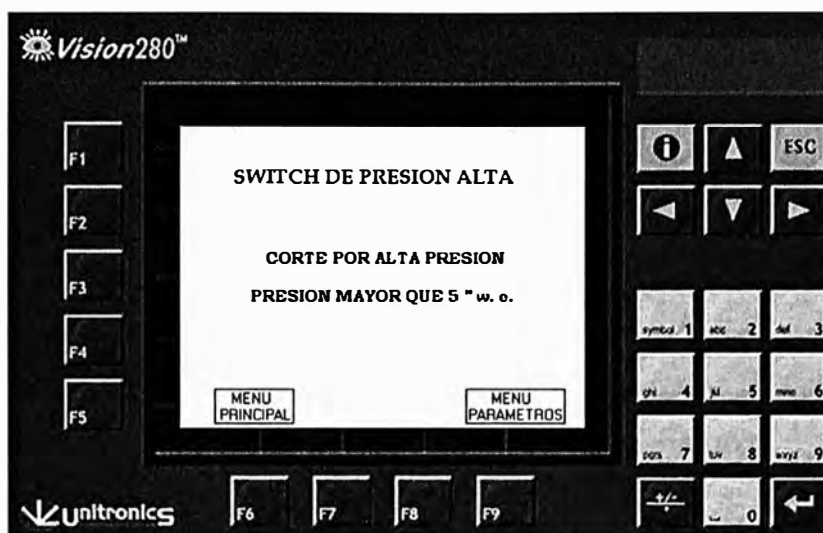 Vision280™
F1
ESC
SWITCH DE PRESION ALTA
F2
CORTE POR ALTA PRESION
F3
PRESION MAYOR QUE 5 " w. o.
symbol 1 abc 2 def 3
F4
ghi 4 jkl 5 mno 6
MENU PRINCIPAL
MENU PARAMETROS
F5
pqrs 7 tuv 8 wxyz 9
unitronics
F6 F7 F8 F9
+/- 0